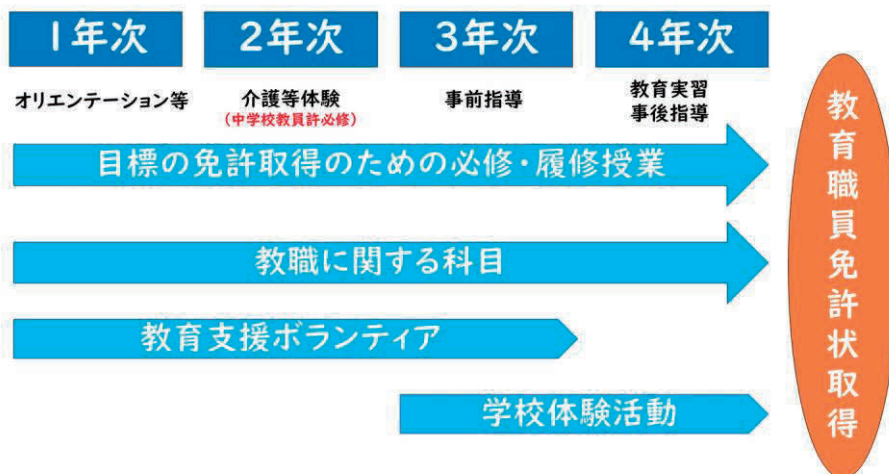 1年次
2年次
3年次
4年次
オリエンテーション等
介護等体験
(中学校教員許必修)
事前指導
教育実習
事後指導
目標の免許取得のための必修・履修授業
教職に関する科目
教育支援ボランティア
学校体験活動
教育職員免許状取得